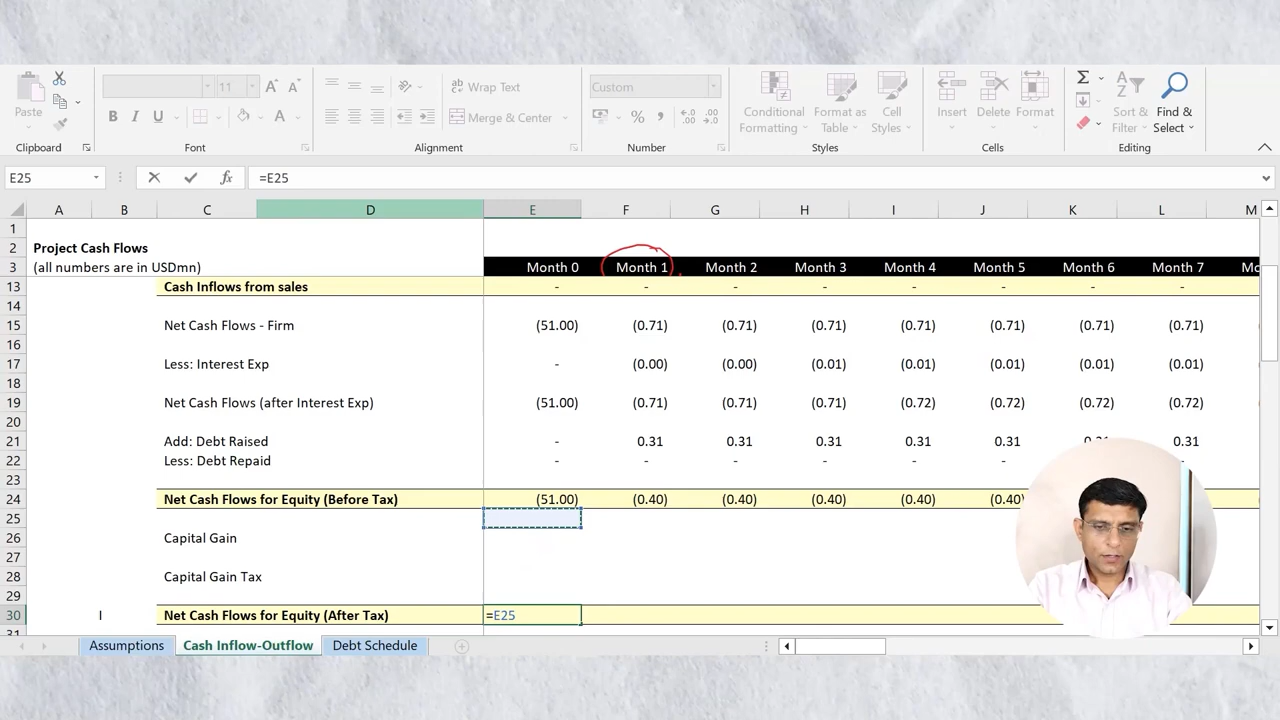 Paste
11
B I U
Wrap Text
Merge & Center
Custom
Conditional Formatting
Format as Table
Cell Styles
Insert
Delete
Format
Sort & Filter
Find & Select
Clipboard Font Alignment Number Styles Cells Editing
E25 fx =E25
A B C D E F G H I J K L M
1
2 Project Cash Flows
3 (all numbers are in USDmn) Month 0 Month 1 Month 2 Month 3 Month 4 Month 5 Month 6 Month 7 Mo
13 Cash Inflows from sales - - - - - - - -
14
15 Net Cash Flows - Firm (51.00) (0.71) (0.71) (0.71) (0.71) (0.71) (0.71) (0.71)
16
17 Less: Interest Exp - (0.00) (0.00) (0.01) (0.01) (0.01) (0.01) (0.01)
18
19 Net Cash Flows (after Interest Exp) (51.00) (0.71) (0.71) (0.71) (0.72) (0.72) (0.72) (0.72)
20
21 Add: Debt Raised - 0.31 0.31 0.31 0.31 0.31 0.31
22 Less: Debt Repaid - - - - - -
23
24 Net Cash Flows for Equity (Before Tax) (51.00) (0.40) (0.40) (0.40) (0.40) (0.40)
25
26 Capital Gain
27
28 Capital Gain Tax
29
30 I Net Cash Flows for Equity (After Tax) =E25
31
Assumptions Cash Inflow-Outflow Debt Schedule